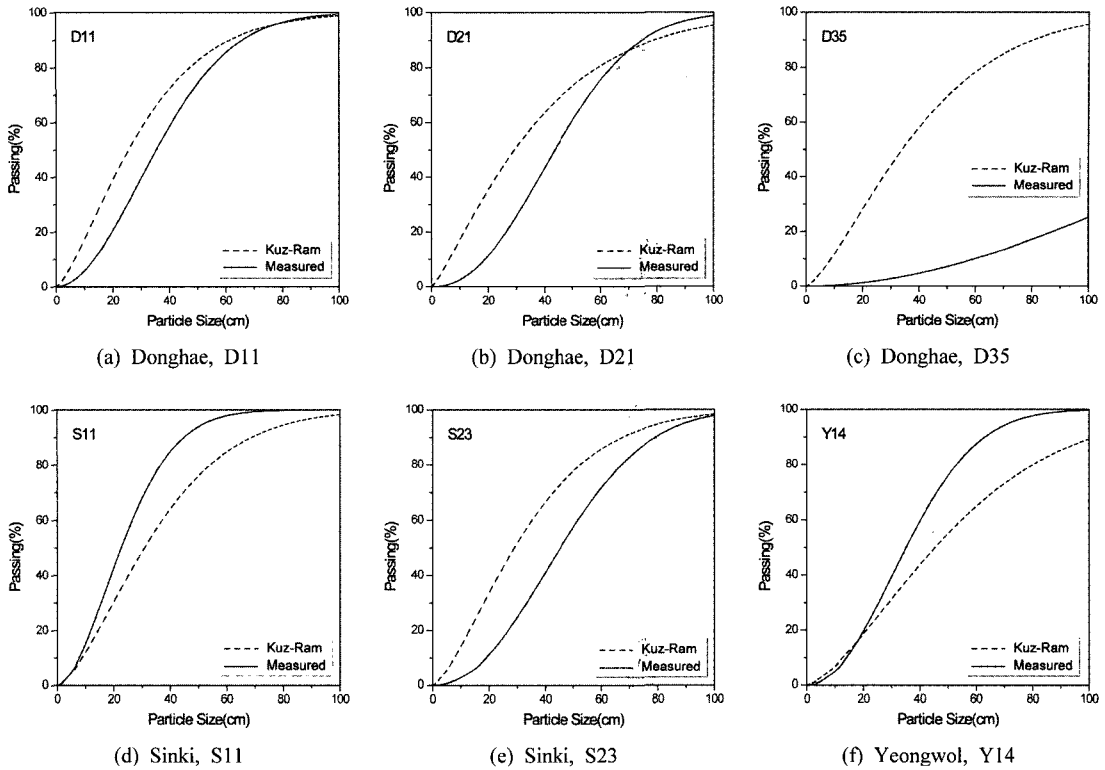 D11
Passing(%)
100
80
60
40
20
0
Kuz-Ram
Measured
0 20 40 60 80 100
Particle Size(cm)
(a) Donghae, D11
D21
Passing(%)
100
80
60
40
20
0
Kuz-Ram
Measured
0 20 40 60 80 100
Particle Size(cm)
(b) Donghae, D21
D35
Passing(%)
100
80
60
40
20
0
Kuz-Ram
Measured
0 20 40 60 80 100
Particle Size(cm)
(c) Donghae, D35
S11
Passing(%)
100
80
60
40
20
0
Kuz-Ram
Measured
0 20 40 60 80 100
Particle Size(cm)
(d) Sinki, S11
S23
Passing(%)
100
80
60
40
20
0
Kuz-Ram
Measured
0 20 40 60 80 100
Particle Size(cm)
(e) Sinki, S23
Y14
Passing(%)
100
80
60
40
20
0
Kuz-Ram
Measured
0 20 40 60 80 100
Particle Size(cm)
(f) Yeongwol, Y14